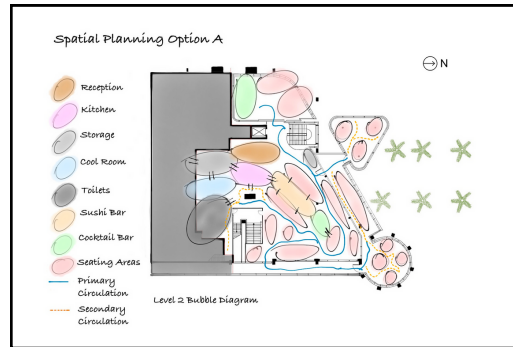 Spatial Planning Option A
N
Reception
Kitchen
Storage
Cool Room
Toilets
Sushi Bar
Cocktail Bar
Seating Areas
Primary
Circulation
Secondary
Circulation
Level 2 Bubble Diagram